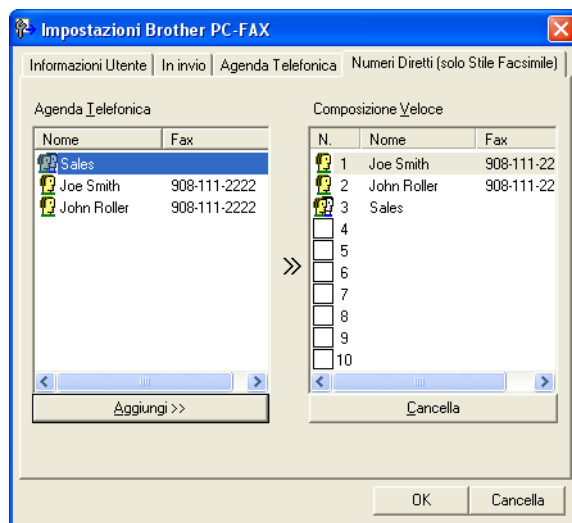 Impostazioni Brother PC-FAX
Informazioni Utente In invio Agenda Telefonica Numeri Diretti (solo Stile Facsimile)
Agenda Telefonica
Nome Fax
Sales
Joe Smith 908-111-2222
John Roller 908-111-2222
Aggiungi >>
»
Composizione Veloce
N. Nome Fax
1 Joe Smith 908-111-22
2 John Roller 908-111-22
3 Sales
4
5
6
7
8
9
10
Cancella
OK Cancella